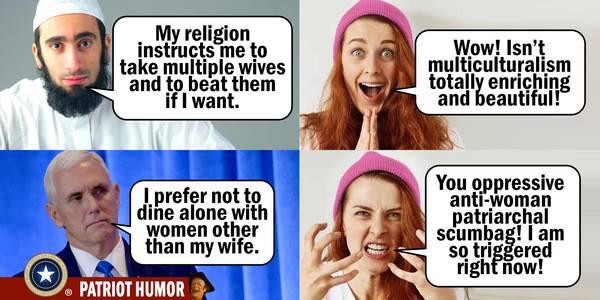 My religion
instructs me to
take multiple wives
and to beat them
if I want.
Wow! Isn't
multiculturalism
totally enriching
and beautiful!
I prefer not to
dine alone with
women other
than my wife.
You oppressive
anti-woman
patriarchal
scumbag! I am
so triggered
right now!
® PATRIOT HUMOR